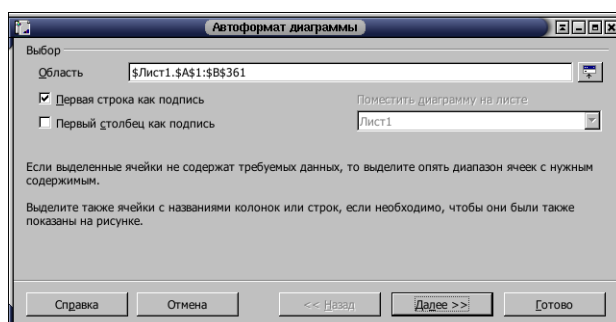 Автоформат диаграммы
Выбор
Область $Лист1.$A$1:$B$361
Первая строка как подпись Поместить диаграмму на листе
Первый столбец как подпись Лист1
Если выделенные ячейки не содержат требуемых данных, то выделите опять диапазон ячеек с нужным
содержимым.
Выделите также ячейки с названиями колонок или строк, если необходимо, чтобы они были также
показаны на рисунке.
Справка Отмена << Назад Далее >> Готово